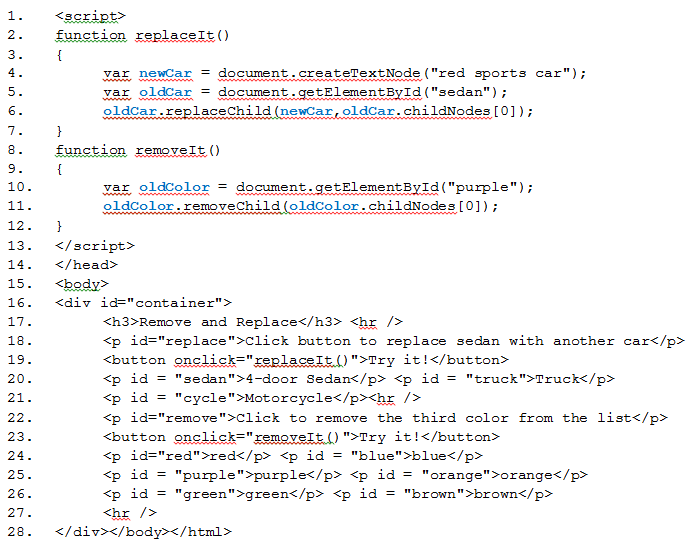 1. <script>
2. function replaceIt()
3. {
4. var newCar = document.createTextNode("red sports car");
5. var oldCar = document.getElementById("sedan");
6. oldCar.replaceChild(newCar,oldCar.childNodes[0]);
7. }
8. function removeIt()
9. {
10. var oldColor = document.getElementById("purple");
11. oldColor.removeChild(oldColor.childNodes[0]);
12. }
13. </script>
14. </head>
15. <body>
16. <div id="container">
17. <h3>Remove and Replace</h3> <hr />
18. <p id="replace">Click button to replace sedan with another car</p>
19. <button onclick="replaceIt()">Try it!</button>
20. <p id = "sedan">4-door Sedan</p> <p id = "truck">Truck</p>
21. <p id = "cycle">Motorcycle</p><hr />
22. <p id="remove">Click to remove the third color from the list</p>
23. <button onclick="removeIt()">Try it!</button>
24. <p id="red">red</p> <p id = "blue">blue</p>
25. <p id = "purple">purple</p> <p id = "orange">orange</p>
26. <p id = "green">green</p> <p id = "brown">brown</p>
27. <hr />
28. </div></body></html>